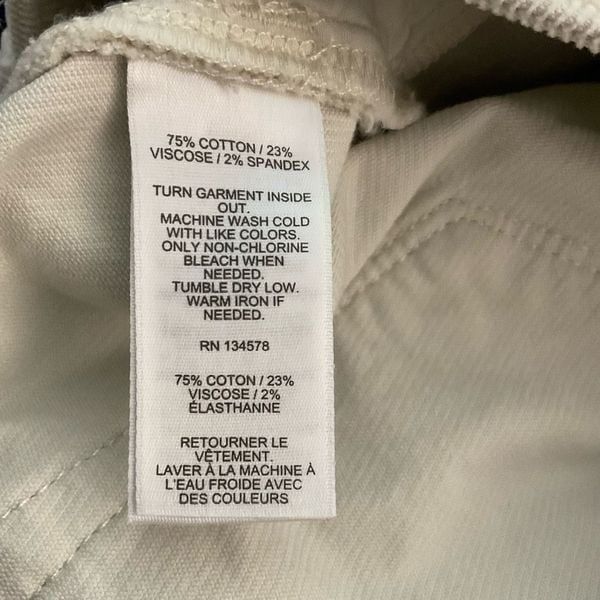 75% COTTON / 23%
VISCOSE / 2% SPANDEX
TURN GARMENT INSIDE
OUT.
MACHINE WASH COLD
WITH LIKE COLORS.
ONLY NON-CHLORINE
BLEACH WHEN
NEEDED.
TUMBLE DRY LOW.
WARM IRON IF
NEEDED.
RN 134578
75% COTON / 23%
VISCOSE / 2%
ÉLASTHANNE
RETOURNER LE
VÊTEMENT.
LAVER À LA MACHINE À
L'EAU FROIDE AVEC
DES COULEURS